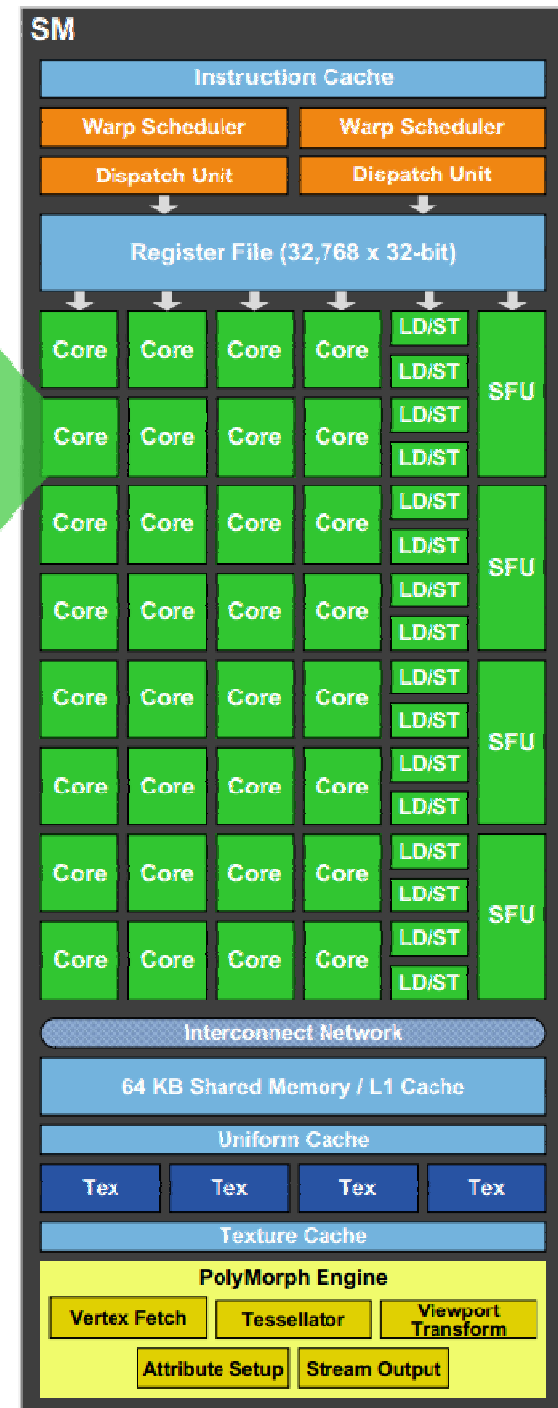 SM
Instruction Cache
Warp Scheduler Warp Scheduler
Dispatch Unit Dispatch Unit
Register File (32,768 x 32-bit)
Core Core Core Core LD/ST LD/ST SFU
Core Core Core Core LD/ST LD/ST
Core Core Core Core LD/ST LD/ST SFU
Core Core Core Core LD/ST LD/ST
Core Core Core Core LD/ST LD/ST SFU
Core Core Core Core LD/ST LD/ST
Core Core Core Core LD/ST LD/ST SFU
Core Core Core Core LD/ST LD/ST
Interconnect Network
64 KB Shared Memory / L1 Cache
Uniform Cache
Tex Tex Tex Tex
Texture Cache
PolyMorph Engine
Vertex Fetch Tessellator Viewport
Transform
Attribute Setup Stream Output